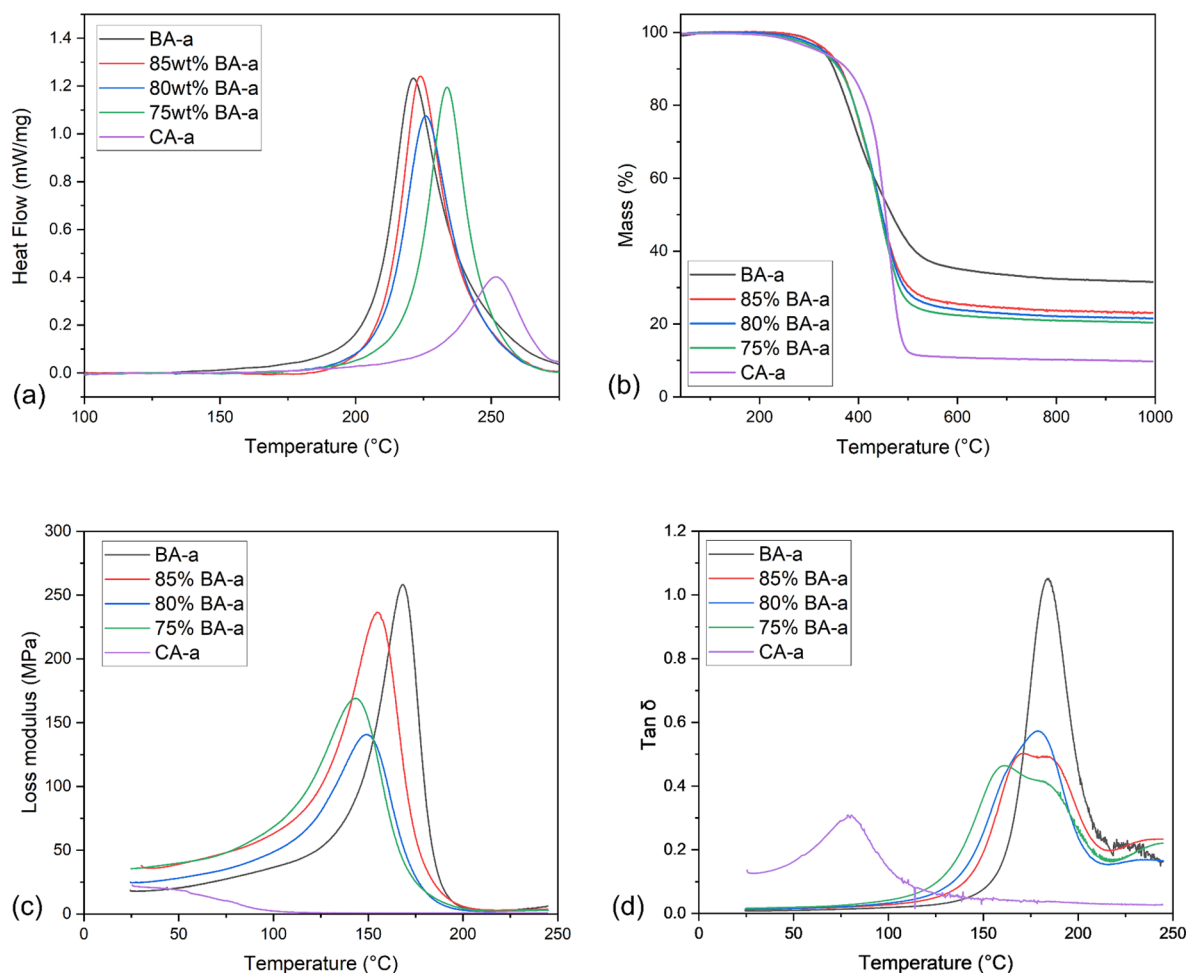 BA-a
85wt% BA-a
80wt% BA-a
75wt% BA-a
CA-a
1.4
1.2
1.0
0.8
0.6
0.4
0.2
0.0
Heat Flow (mW/mg)
100
150
200
250
Temperature (°C)
(a)
100
80
60
40
20
0
Mass (%)
BA-a
85% BA-a
80% BA-a
75% BA-a
CA-a
200
400
600
800
1000
Temperature (°C)
(b)
300
250
200
150
100
50
0
Loss modulus (MPa)
BA-a
85% BA-a
80% BA-a
75% BA-a
CA-a
0
50
100
150
200
250
Temperature (°C)
(c)
1.2
1.0
0.8
0.6
0.4
0.2
0.0
Tan δ
BA-a
85% BA-a
80% BA-a
75% BA-a
CA-a
0
50
100
150
200
250
Temperature (°C)
(d)